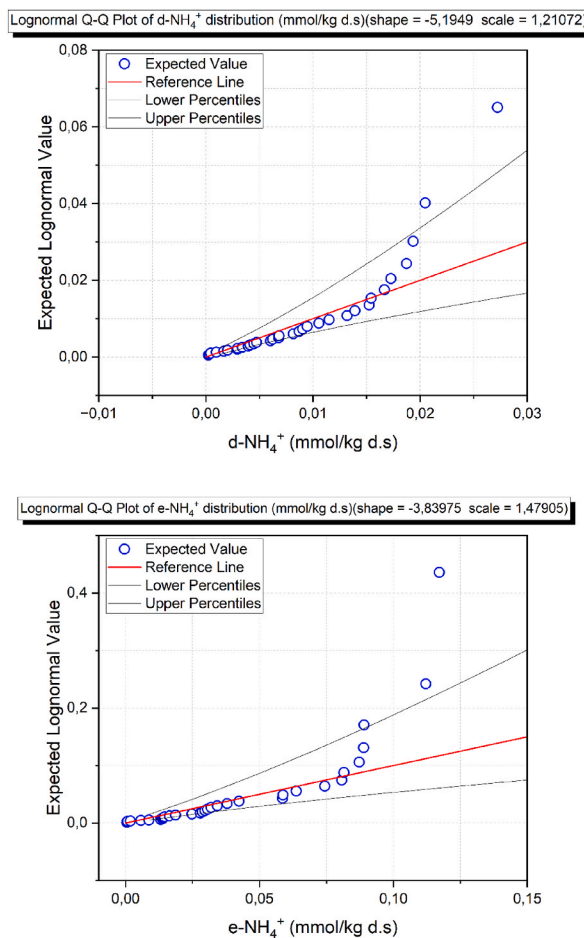 Lognormal Q-Q Plot of d-NH₄⁺ distribution (mmol/kg d.s)(shape = -5,1949 scale = 1,21072)
0,08
Expected Value
Reference Line
Lower Percentiles
Upper Percentiles
0,06
0,04
0,02
0,00
Expected Lognormal Value
−0,01 0,00 0,01 0,02 0,03
d-NH₄⁺ (mmol/kg d.s)
Lognormal Q-Q Plot of e-NH₄⁺ distribution (mmol/kg d.s)(shape = -3,83975 scale = 1,47905)
Expected Value
Reference Line
Lower Percentiles
Upper Percentiles
0,4
0,2
0,0
Expected Lognormal Value
0,00 0,05 0,10 0,15
e-NH₄⁺ (mmol/kg d.s)